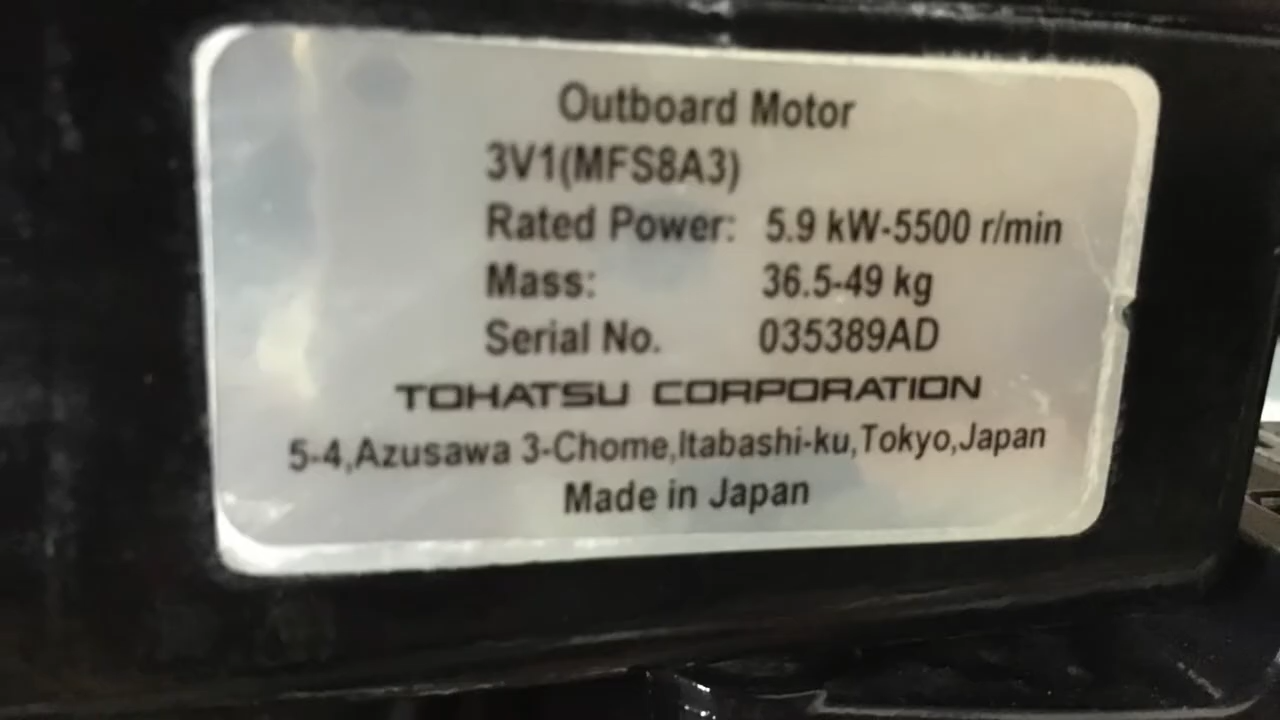 Outboard Motor
3V1(MFS8A3)
Rated Power: 5.9 kW-5500 r/min
Mass: 36.5-49 kg
Serial No. 035389AD
TOHATSU CORPORATION
5-4,Azusawa 3-Chome,Itabashi-ku,Tokyo,Japan
Made in Japan